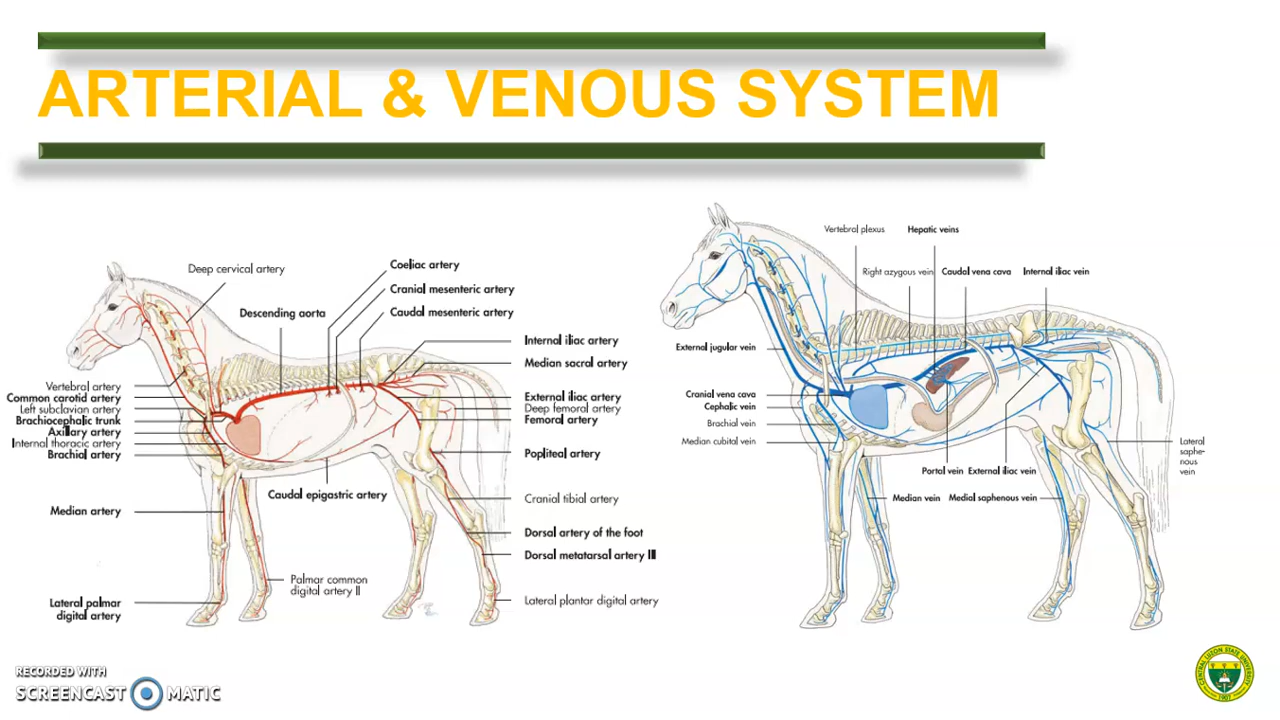 ARTERIAL & VENOUS SYSTEM
Deep cervical artery
Coeliac artery
Cranial mesenteric artery
Descending aorta
Caudal mesenteric artery
Internal iliac artery
Median sacral artery
Vertebral artery
Common carotid artery
Left subclavian artery
Brachiocephalic trunk
Axillary artery
Internal thoracic artery
Brachial artery
External iliac artery
Deep femoral artery
Femoral artery
Popliteal artery
Caudal epigastric artery
Cranial tibial artery
Median artery
Dorsal artery of the foot
Dorsal metatarsal artery III
Palmar common
digital artery II
Lateral palmar
digital artery
Lateral plantar digital artery
Vertebral plexus
Hepatic veins
Right azygous vein
Caudal vena cava
Internal iliac vein
External jugular vein
Cranial vena cava
Cephalic vein
Brachial vein
Median cubital vein
Lateral
saphe-
nous
vein
Portal vein
External iliac vein
Median vein
Medial saphenous vein
RECORDED WITH
SCREENCAST MATIC
CENTRAL LUZON STATE UNIVERSITY
1907